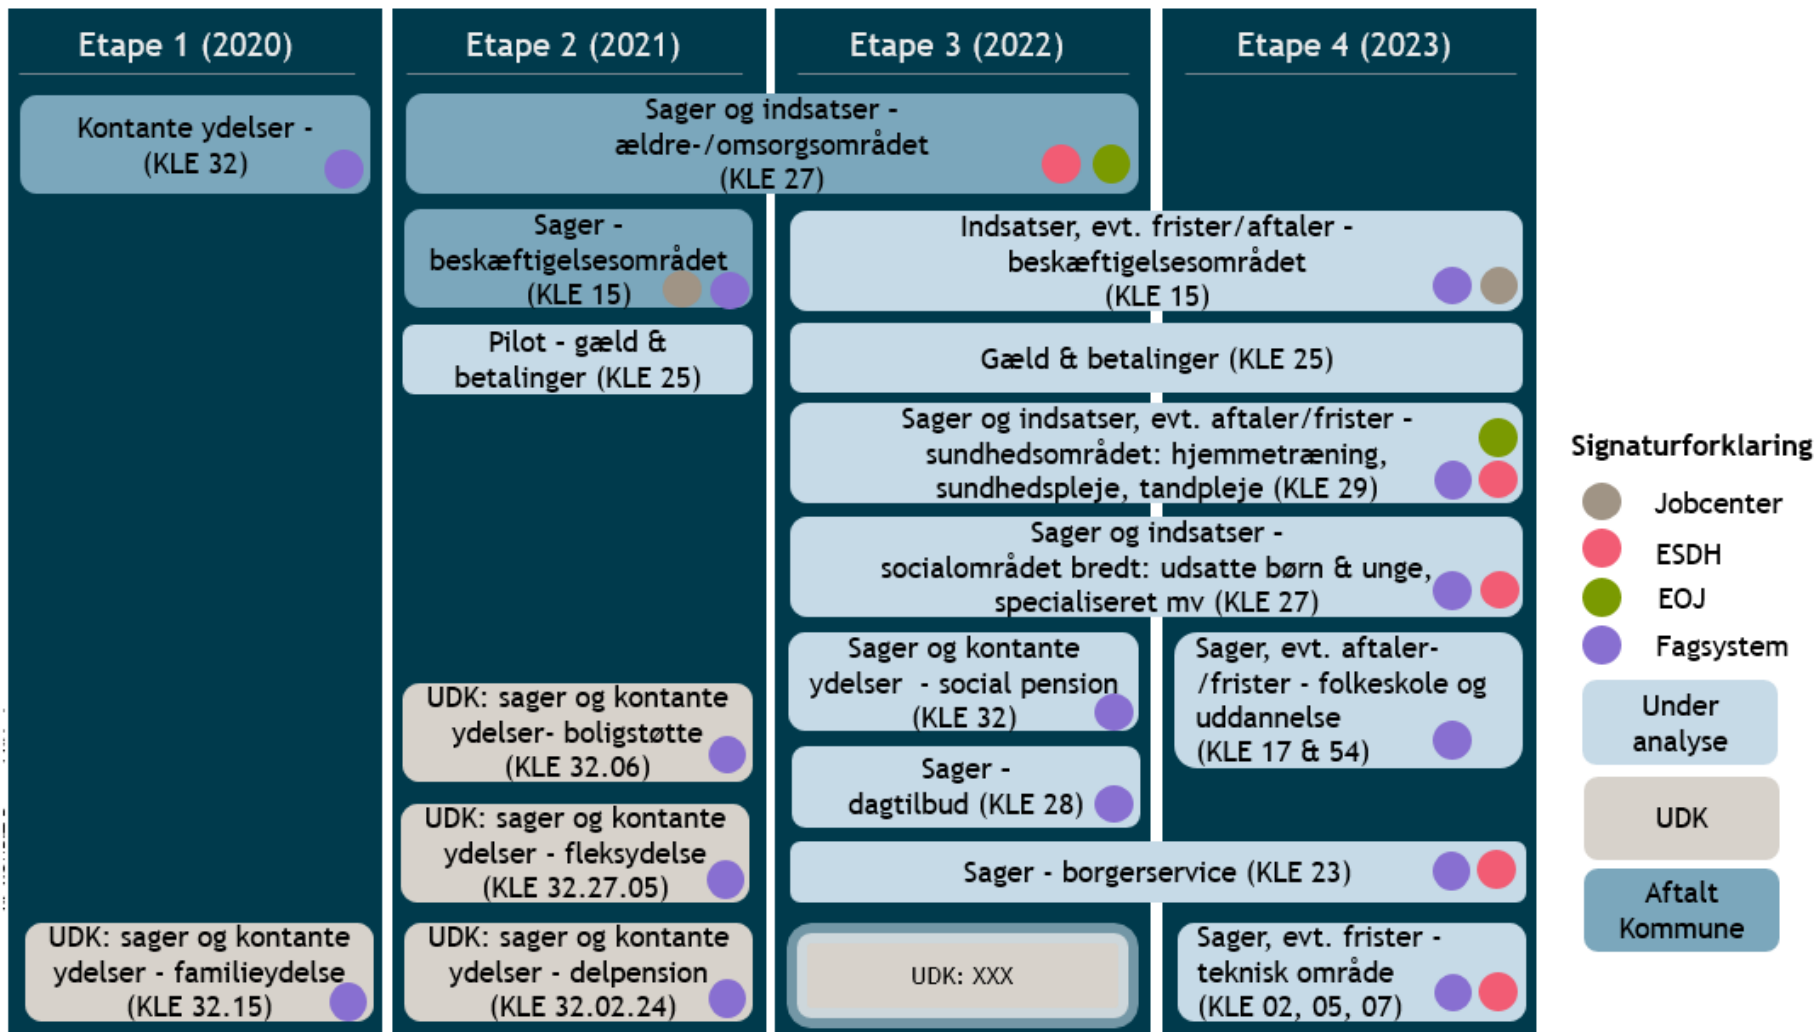 Etape 1 (2020)
Etape 2 (2021)
Etape 3 (2022)
Etape 4 (2023)
Kontante ydelser -
(KLE 32)
Sager og indsatser -
ældre-/omsorgsområdet
(KLE 27)
Sager -
beskæftigelsesområdet
(KLE 15)
Indsatser, evt. frister/aftaler -
beskæftigelsesområdet
(KLE 15)
Pilot - gæld &
betalinger (KLE 25)
Gæld & betalinger (KLE 25)
Sager og indsatser, evt. aftaler/frister -
sundhedsområdet: hjemmetræning,
sundhedspleje, tandpleje (KLE 29)
Sager og indsatser -
socialområdet bredt: udsatte børn & unge,
specialiseret mv (KLE 27)
Sager og kontante
ydelser - social pension
(KLE 32)
Sager, evt. aftaler-
/frister - folkeskole og
uddannelse
(KLE 17 & 54)
UDK: sager og kontante
ydelser- boligstøtte
(KLE 32.06)
Sager -
dagtilbud (KLE 28)
UDK: sager og kontante
ydelser - fleksydelse
(KLE 32.27.05)
Sager - borgerservice (KLE 23)
UDK: sager og kontante
ydelser - familieydelse
(KLE 32.15)
UDK: sager og kontante
ydelser - delpension
(KLE 32.02.24)
UDK: XXX
Sager, evt. frister -
teknisk område
(KLE 02, 05, 07)
Signaturforklaring
Jobcenter
ESDH
EOJ
Fagsystem
Under
analyse
UDK
Aftalt
Kommune